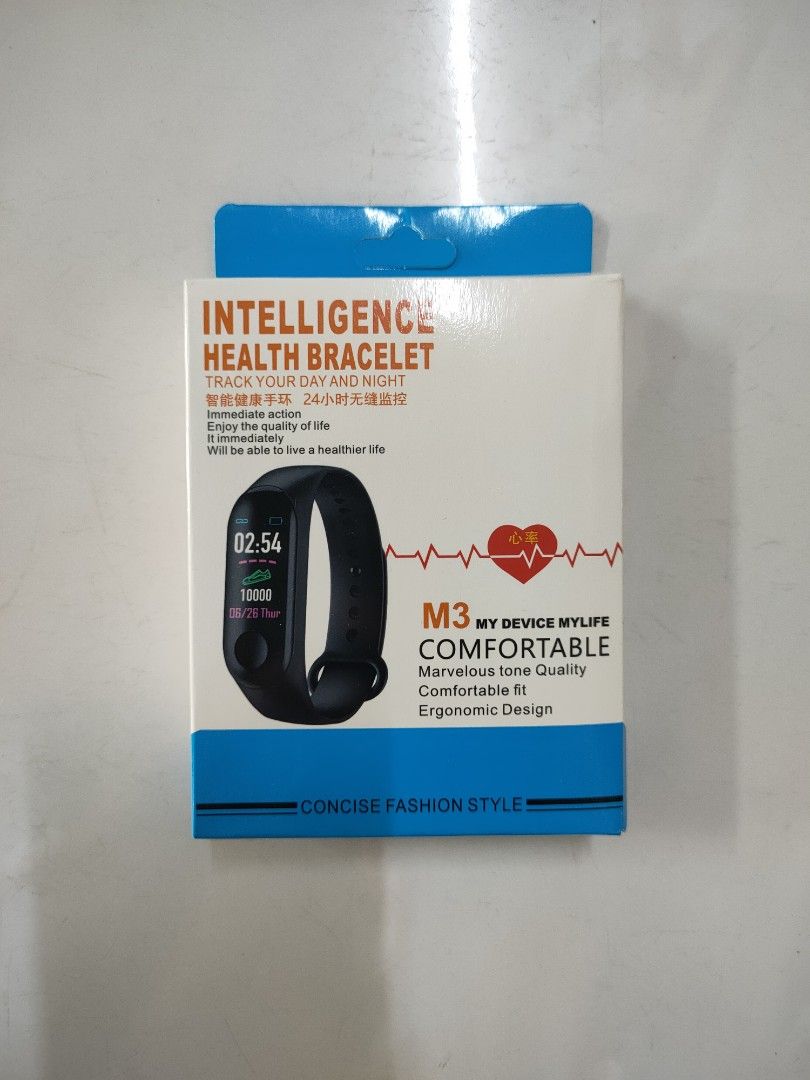 INTELLIGENCE
HEALTH BRACELET
TRACK YOUR DAY AND NIGHT
智能健康手环 24小时无缝监控
Immediate action
Enjoy the quality of life
It immediately
Will be able to live a healthier life
02:54
10000
06/26 Thur
心率
M3 MY DEVICE MYLIFE
COMFORTABLE
Marvelous tone Quality
Comfortable fit
Ergonomic Design
CONCISE FASHION STYLE